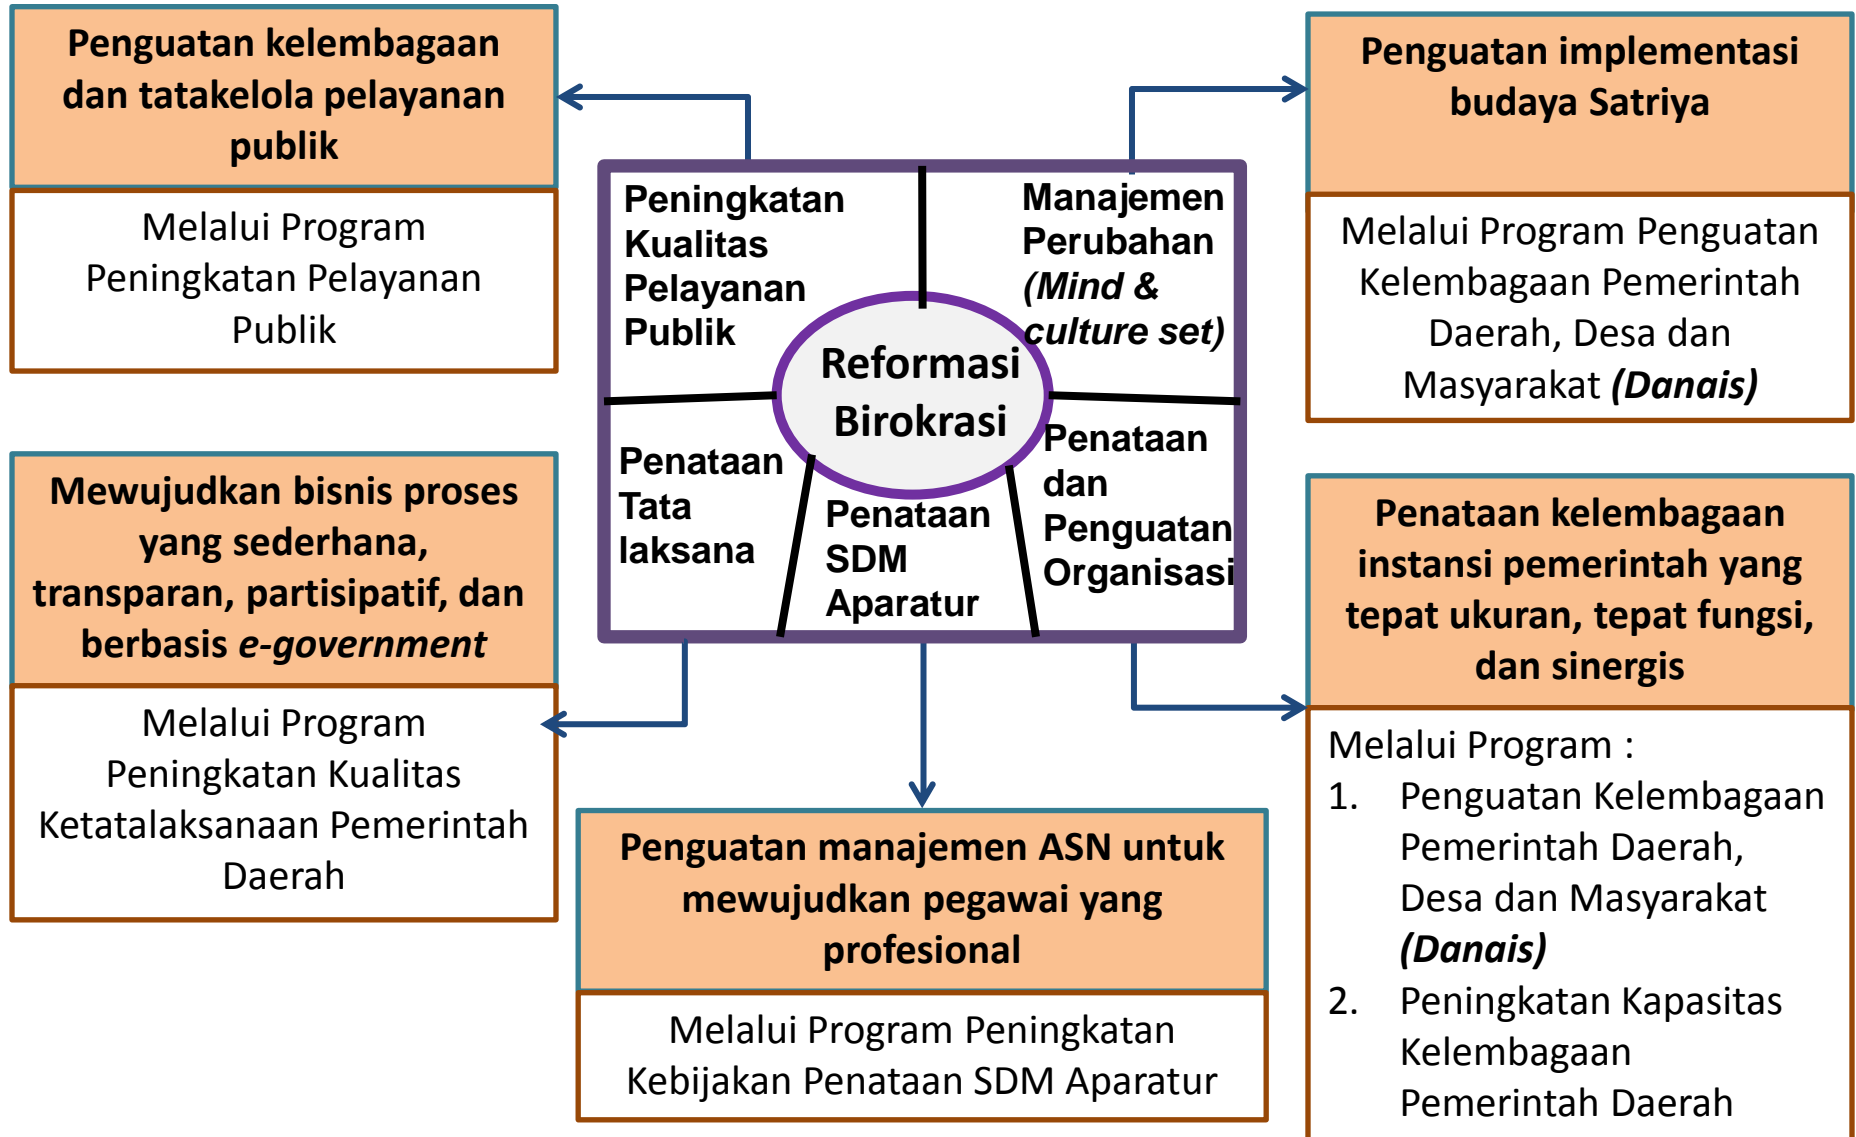 Penguatan kelembagaan
dan tatakelola pelayanan
publik
Melalui Program
Peningkatan Pelayanan
Publik
Penguatan implementasi
budaya Satriya
Melalui Program Penguatan
Kelembagaan Pemerintah
Daerah, Desa dan
Masyarakat (Danais)
Peningkatan
Kualitas
Pelayanan
Publik
Manajemen
Perubahan
(Mind &
culture set)
Reformasi
Birokrasi
Penataan
Tata
laksana
Penataan
SDM
Aparatur
Penataan
dan
Penguatan
Organisasi
Mewujudkan bisnis proses
yang sederhana,
transparan, partisipatif, dan
berbasis e-government
Melalui Program
Peningkatan Kualitas
Ketatalaksanaan Pemerintah
Daerah
Penguatan manajemen ASN untuk
mewujudkan pegawai yang
profesional
Melalui Program Peningkatan
Kebijakan Penataan SDM Aparatur
Penataan kelembagaan
instansi pemerintah yang
tepat ukuran, tepat fungsi,
dan sinergis
Melalui Program :
1. Penguatan Kelembagaan
Pemerintah Daerah,
Desa dan Masyarakat
(Danais)
2. Peningkatan Kapasitas
Kelembagaan
Pemerintah Daerah